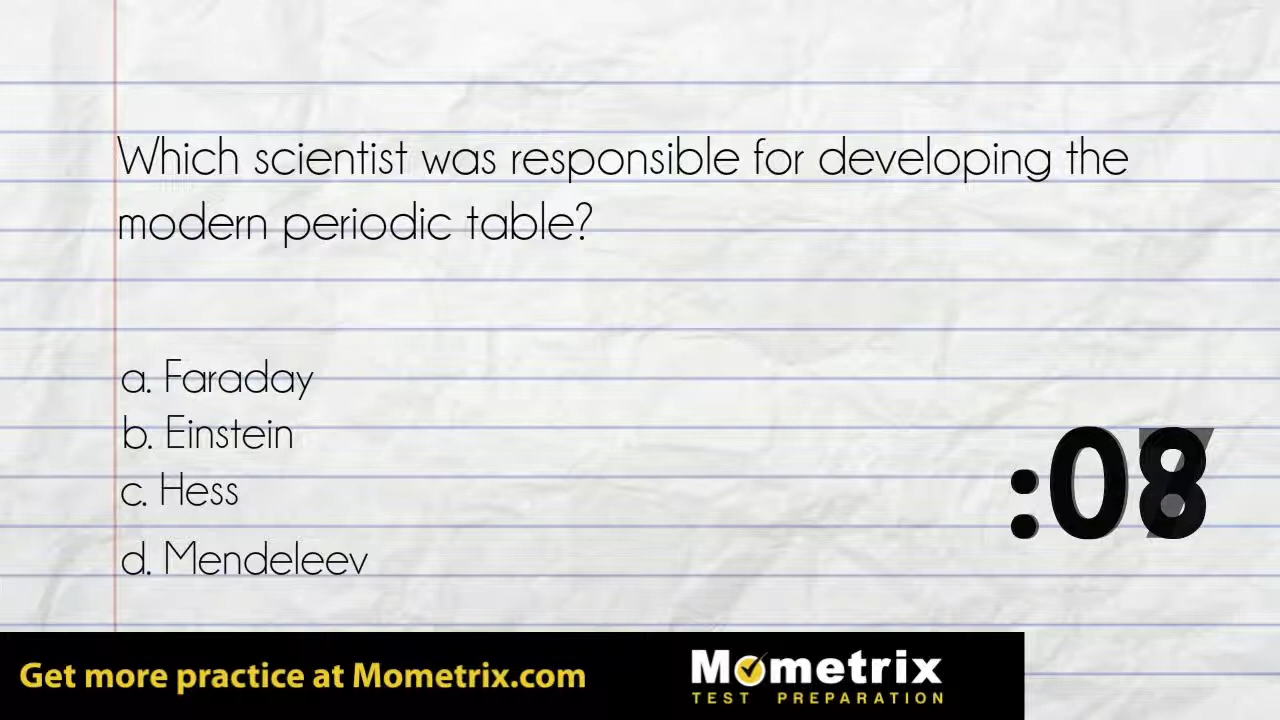 Which scientist was responsible for developing the
modern periodic table?
a. Faraday
b. Einstein
c. Hess
d. Mendeleev
:08
Get more practice at Mometrix.com
Mometrix
TEST PREPARATION